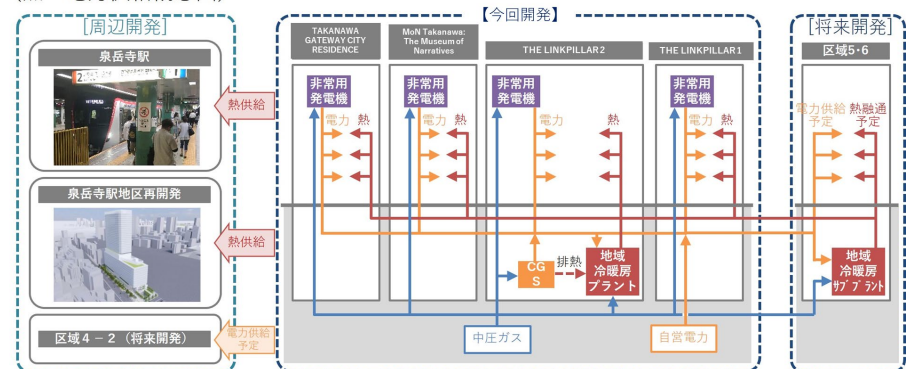 [周辺開発]
泉岳寺駅
2
熱供給
泉岳寺駅地区再開発
熱供給
区域4-2（将来開発）
電力供給
予定
【今回開発】
TAKANAWA
GATEWAY CITY
RESIDENCE
非常用
発電機
電力
熱
MoN Takanawa:
The Museum of
Narratives
非常用
発電機
電力
熱
THE LINKPILLAR 2
非常用
発電機
電力
熱
CG
S
排熱
地域
冷暖房
プラント
THE LINKPILLAR 1
非常用
発電機
電力
熱
中圧ガス
自営電力
[将来開発]
区域5・6
電力供給
予定
熱融通
予定
地域
冷暖房
サブプラント